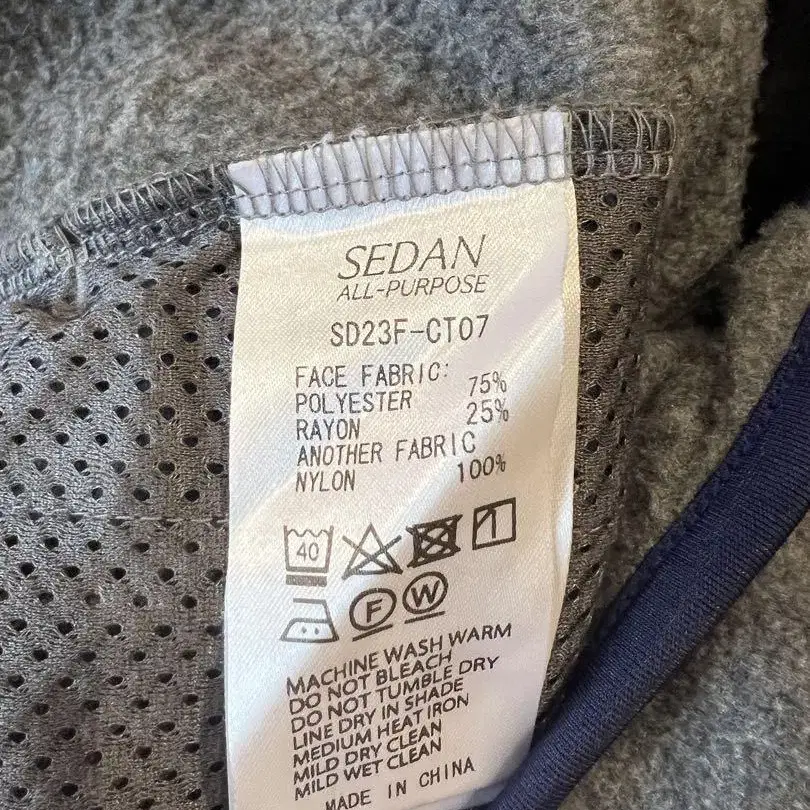 SEDAN
ALL-PURPOSE
SD23F-CT07
FACE FABRIC:
POLYESTER 75%
RAYON 25%
ANOTHER FABRIC
NYLON 100%
40
F W
MACHINE WASH WARM
DO NOT BLEACH
DO NOT TUMBLE DRY
LINE DRY IN SHADE
MEDIUM HEAT IRON
MILD DRY CLEAN
MILD WET CLEAN
MADE IN CHINA